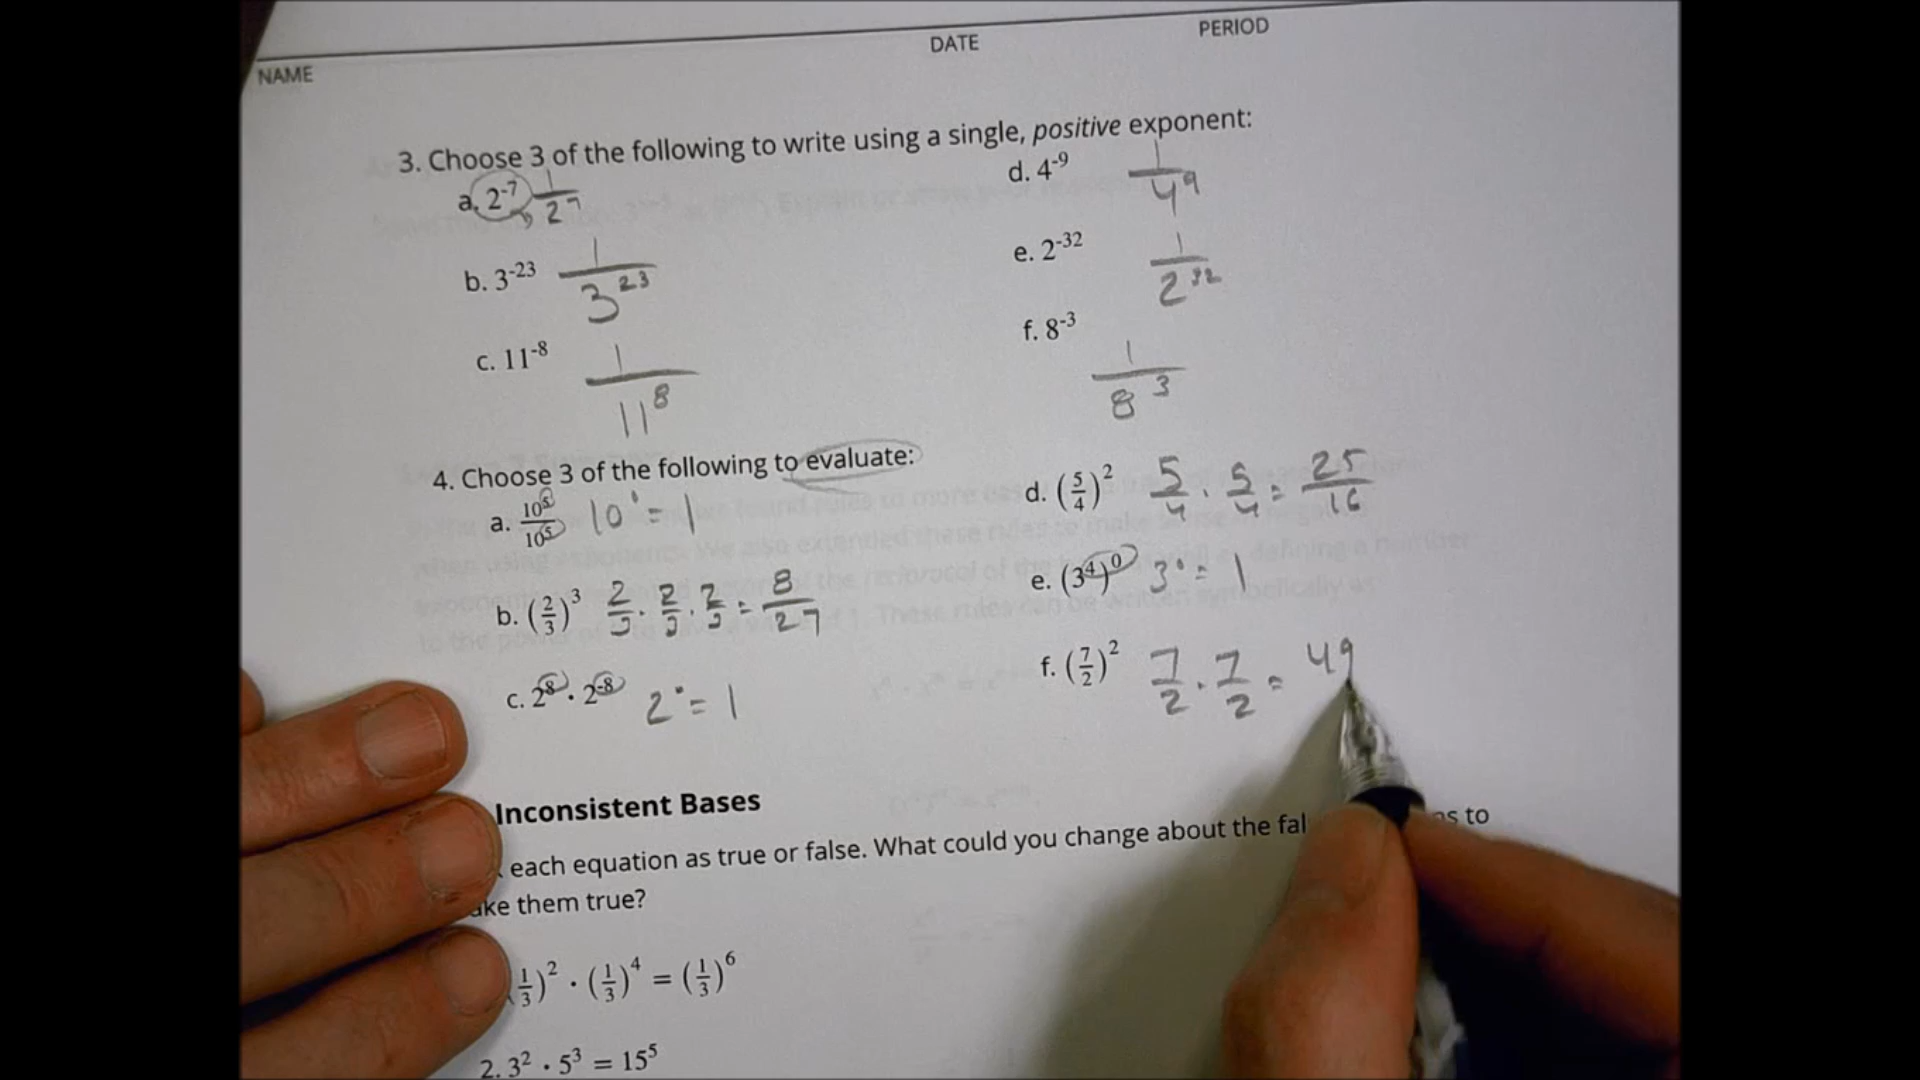 NAME DATE PERIOD
3. Choose 3 of the following to write using a single, positive exponent:
a. 2^-7 1/2^7
b. 3^-23 1/3^23
c. 11^-8 1/11^8
d. 4^-9 1/4^9
e. 2^-32 1/2^32
f. 8^-3 1/8^3
4. Choose 3 of the following to evaluate:
a. 10^5/10^5 10^0 = 1
b. (2/3)^3 2/3 · 2/3 · 2/3 = 8/27
c. 2^8 · 2^-8 2^0 = 1
d. (5/4)^2 5/4 · 5/4 = 25/16
e. (3^4)^0 3^0 = 1
f. (7/2)^2 7/2 · 7/2 = 49
Inconsistent Bases
each equation as true or false. What could you change about the to
them true?
(1/3)^2 · (1/3)^4 = (1/3)^6
2. 3^2 · 5^3 = 15^5